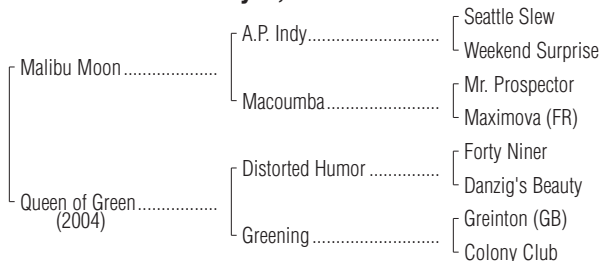 Seattle Slew
A.P. Indy
Weekend Surprise
Malibu Moon
Mr. Prospector
Macoumba
Maximova (FR)
Forty Niner
Distorted Humor
Danzig's Beauty
Queen of Green
(2004)
Greinton (GB)
Greening
Colony Club